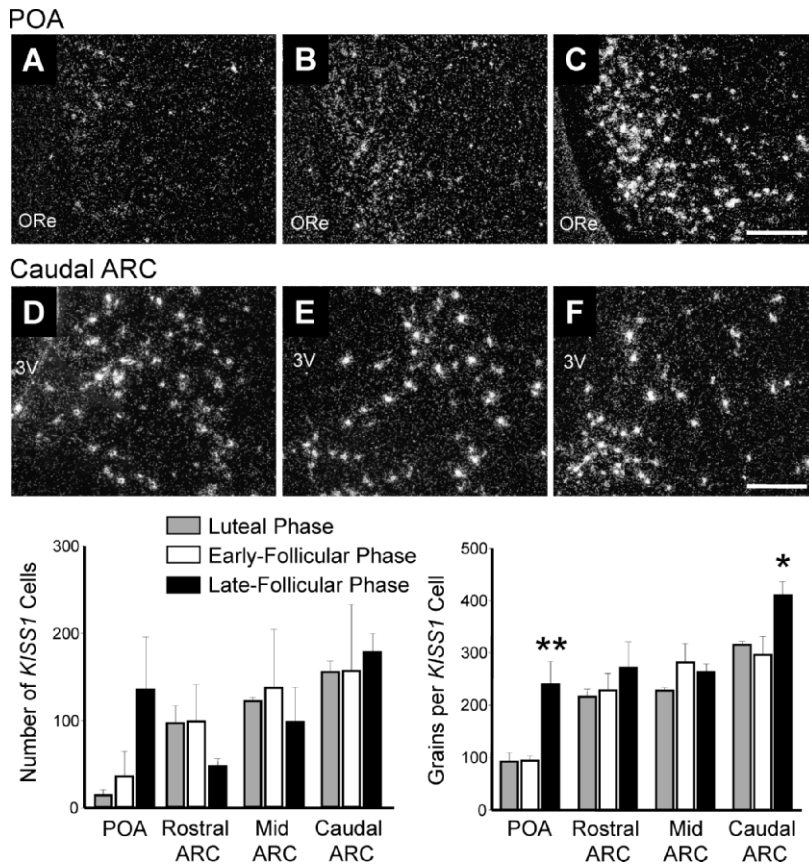 POA
A
B
C
ORe
ORe
ORe
Caudal ARC
D
E
F
3V
3V
3V
Luteal Phase
Early-Follicular Phase
Late-Follicular Phase
Number of KISS1 Cells
300
200
100
0
POA
Rostral ARC
Mid ARC
Caudal ARC
Grains per KISS1 Cell
500
400
300
200
100
0
**
*
POA
Rostral ARC
Mid ARC
Caudal ARC